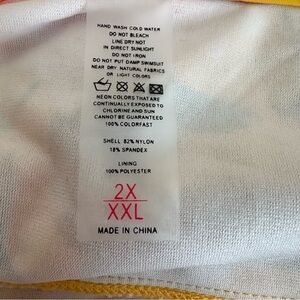 HAND WASH COLD WATER
DO NOT BLEACH
LINE DRY NOT
IN DIRECT SUNLIGHT
DO NOT IRON
DO NOT PUT DAMP SWIMSUIT
NEAR DRY NATURAL FABRICS
OR LIGHT COLORS
NEON COLORS THAT ARE
CONTINUALLY EXPOSED TO
CHLORINE AND SUN
CANNOT BE GUARANTEED
100% COLORFAST
SHELL 82% NYLON
18% SPANDEX
LINING
100% POLYESTER
2X
XXL
MADE IN CHINA